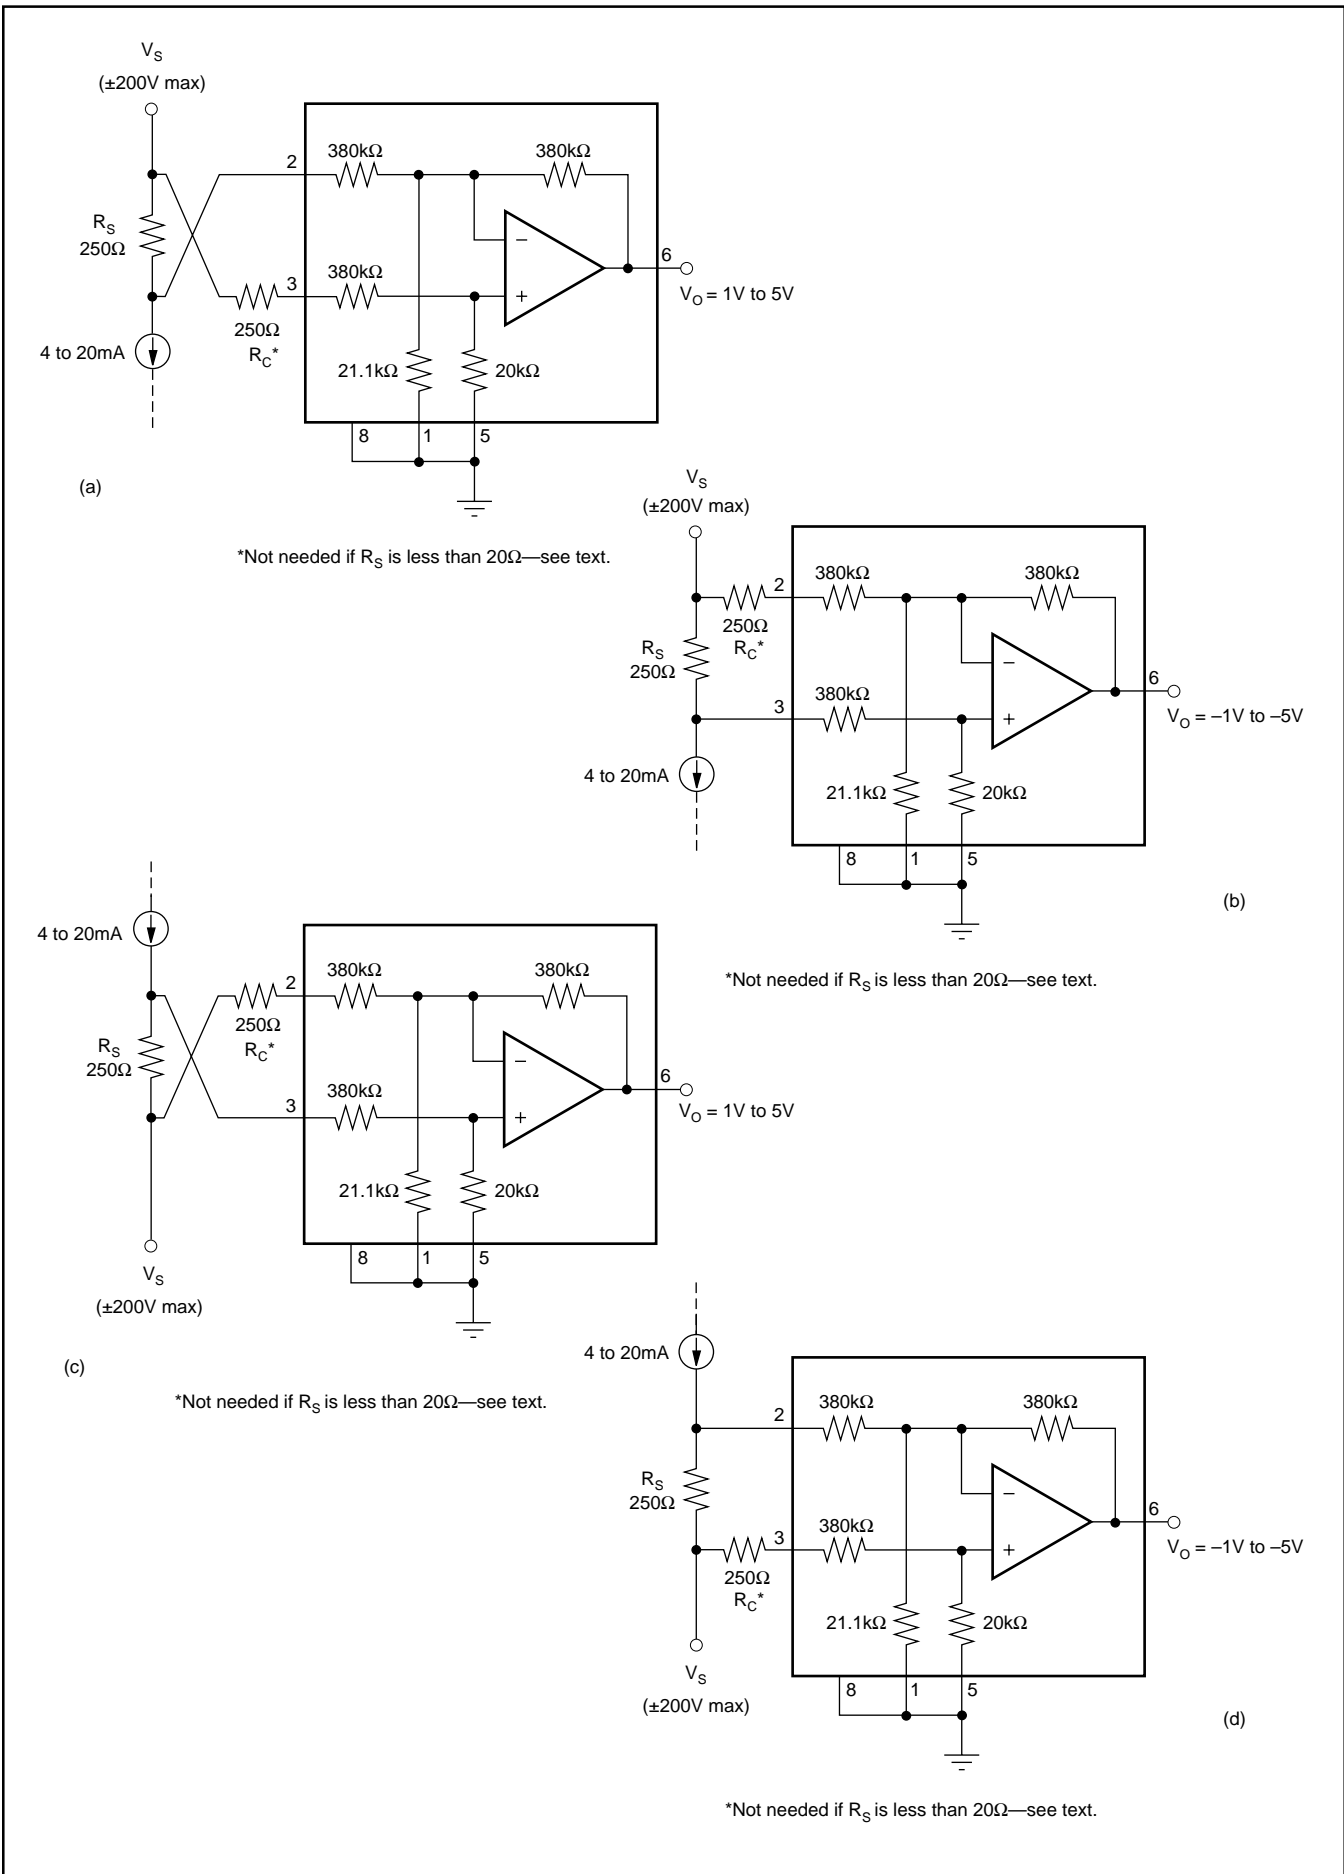 V_S
(±200V max)
2
380kΩ
380kΩ
R_S
250Ω
–
6
V_O = 1V to 5V
3
380kΩ
+
250Ω
R_C*
4 to 20mA
21.1kΩ
20kΩ
8
1
5
(a)
*Not needed if R_S is less than 20Ω—see text.
V_S
(±200V max)
2
380kΩ
380kΩ
250Ω
R_C*
R_S
250Ω
–
6
V_O = –1V to –5V
3
380kΩ
+
4 to 20mA
21.1kΩ
20kΩ
8
1
5
(b)
*Not needed if R_S is less than 20Ω—see text.
4 to 20mA
2
380kΩ
380kΩ
250Ω
R_C*
R_S
250Ω
–
6
V_O = 1V to 5V
3
380kΩ
+
21.1kΩ
20kΩ
8
1
5
V_S
(±200V max)
(c)
*Not needed if R_S is less than 20Ω—see text.
4 to 20mA
2
380kΩ
380kΩ
R_S
250Ω
–
6
V_O = –1V to –5V
3
380kΩ
+
250Ω
R_C*
21.1kΩ
20kΩ
8
1
5
V_S
(±200V max)
(d)
*Not needed if R_S is less than 20Ω—see text.